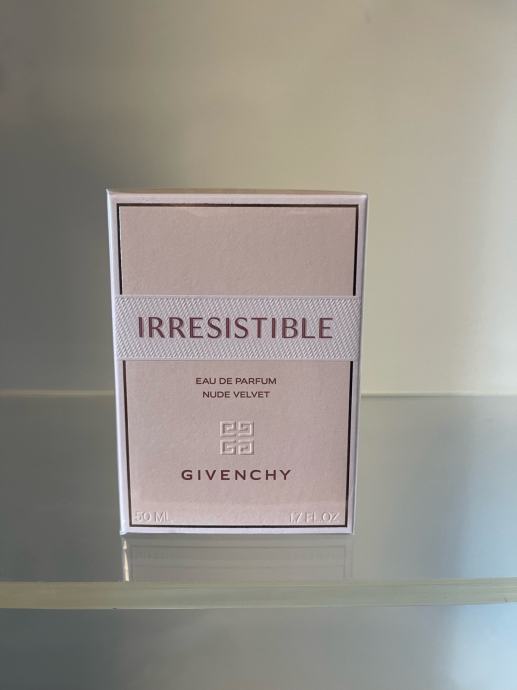 IRRESISTIBLE
EAU DE PARFUM
NUDE VELVET
GIVENCHY
50 ML 1.7 FL.OZ